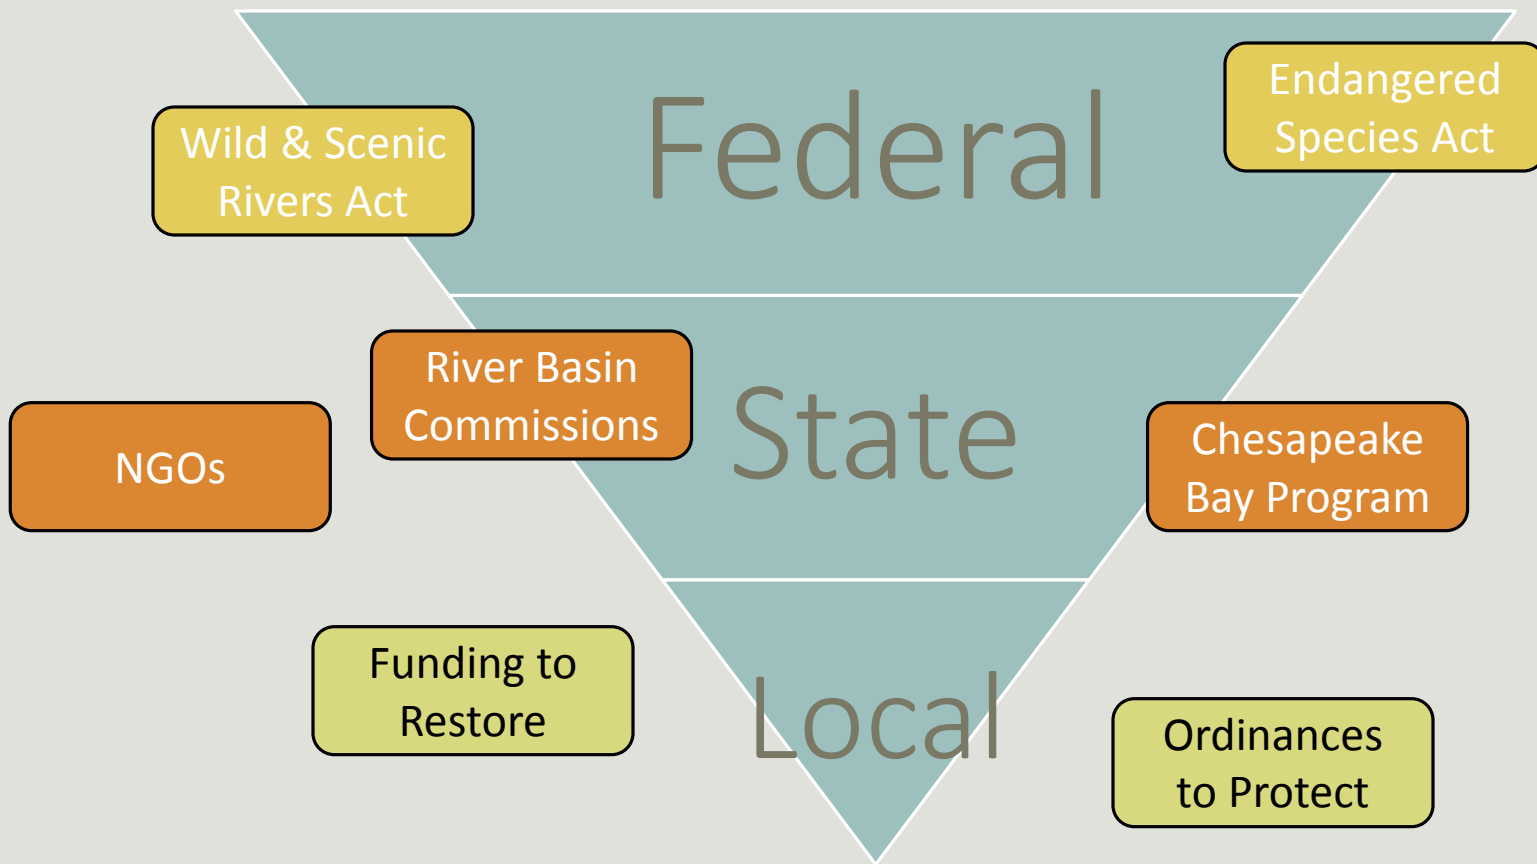 Federal
Wild & Scenic
Rivers Act
Endangered
Species Act
State
River Basin
Commissions
NGOs
Chesapeake
Bay Program
Local
Funding to
Restore
Ordinances
to Protect